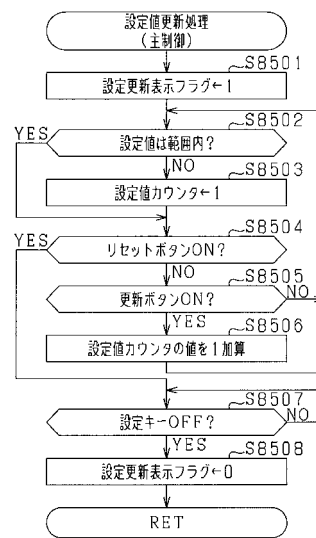 設定値更新処理
(主制御)
S8501
設定更新表示フラグ←1
S8502
YES
設定値は範囲内?
NO
S8503
設定値カウンタ←1
S8504
YES
リセットボタンON?
NO
S8505
更新ボタンON?
NO
YES
S8506
設定値カウンタの値を1加算
S8507
設定キーOFF?
NO
YES
S8508
設定更新表示フラグ←0
RET